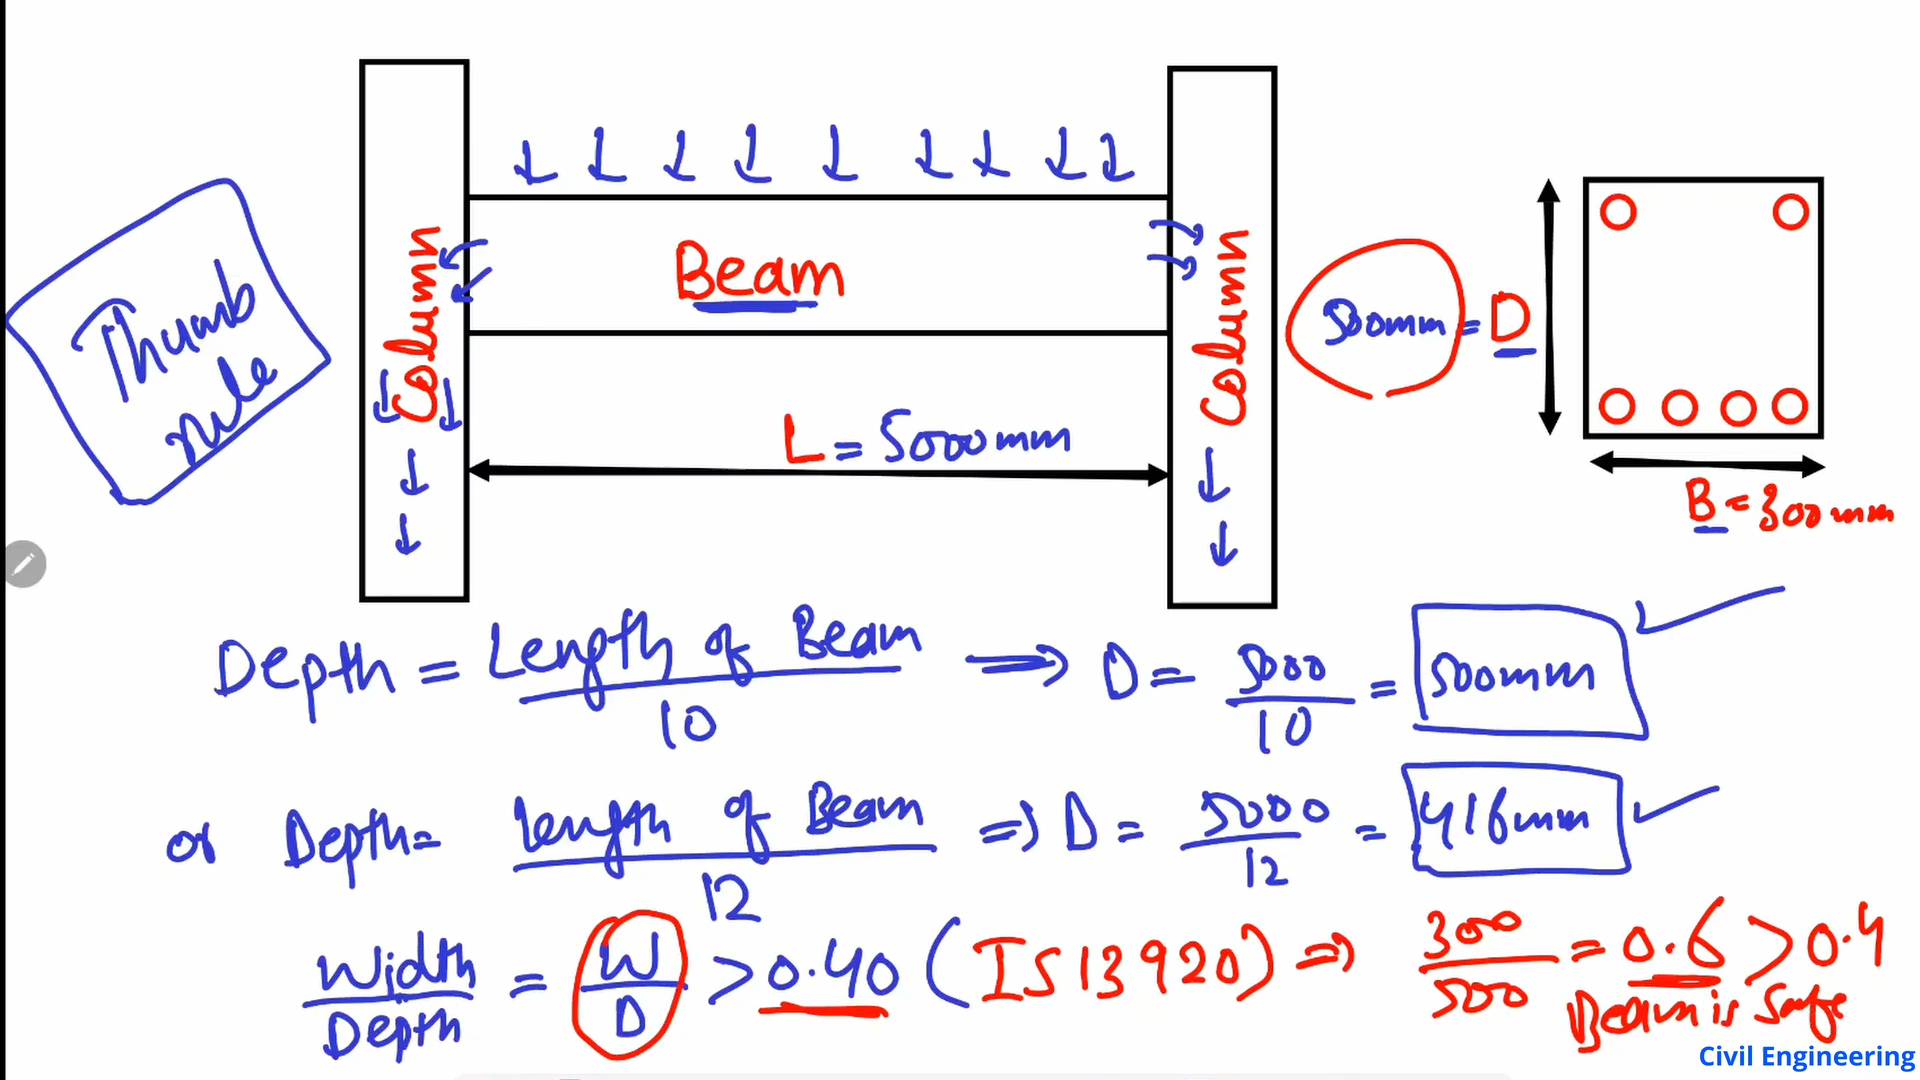 Thumb
rule
Column
Beam
Column
500mm = D
L = 5000mm
B = 300mm
Depth = Length of Beam / 10 ⇒ D = 5000 / 10 = 500mm
or Depth = length of Beam / 12 ⇒ D = 5000 / 12 = 416mm
Width / Depth = W / D > 0.40 (IS 13920) ⇒ 300 / 500 = 0.6 > 0.4
Beam is safe
Civil Engineering